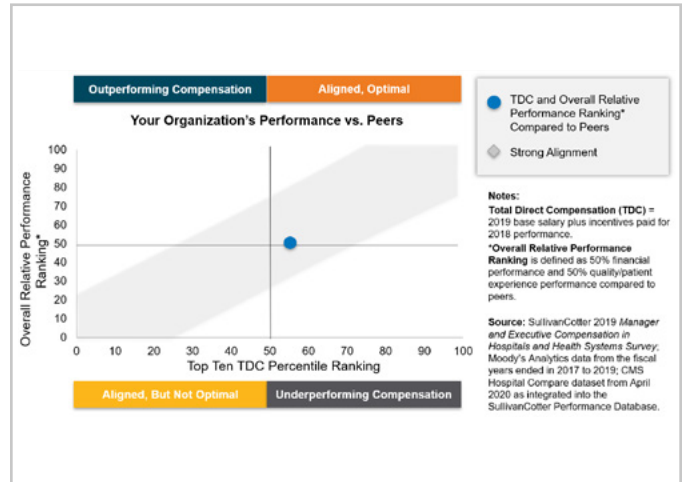 Outperforming Compensation
Aligned, Optimal
Your Organization's Performance vs. Peers
Overall Relative Performance
Ranking*
100
90
80
70
60
50
40
30
20
10
0
0 10 20 30 40 50 60 70 80 90 100
Top Ten TDC Percentile Ranking
Aligned, But Not Optimal
Underperforming Compensation
TDC and Overall Relative
Performance Ranking*
Compared to Peers
Strong Alignment
Notes:
Total Direct Compensation (TDC) =
2019 base salary plus incentives paid for
2018 performance.
*Overall Relative Performance
Ranking is defined as 50% financial
performance and 50% quality/patient
experience performance compared to
peers.
Source: SullivanCotter 2019 Manager
and Executive Compensation in
Hospitals and Health Systems Survey;
Moody's Analytics data from the fiscal
years ended in 2017 to 2019; CMS
Hospital Compare dataset from April
2020 as integrated into the
SullivanCotter Performance Database.